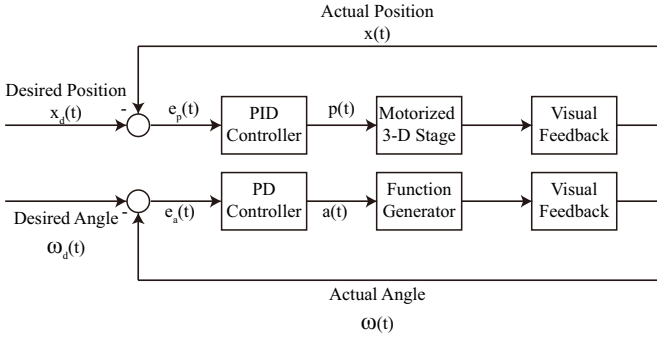 Actual Position
x(t)
Desired Position
x_d(t)
-
e_p(t)
PID
Controller
p(t)
Motorized
3-D Stage
Visual
Feedback
Desired Angle
ω_d(t)
-
e_a(t)
PD
Controller
a(t)
Function
Generator
Visual
Feedback
Actual Angle
ω(t)